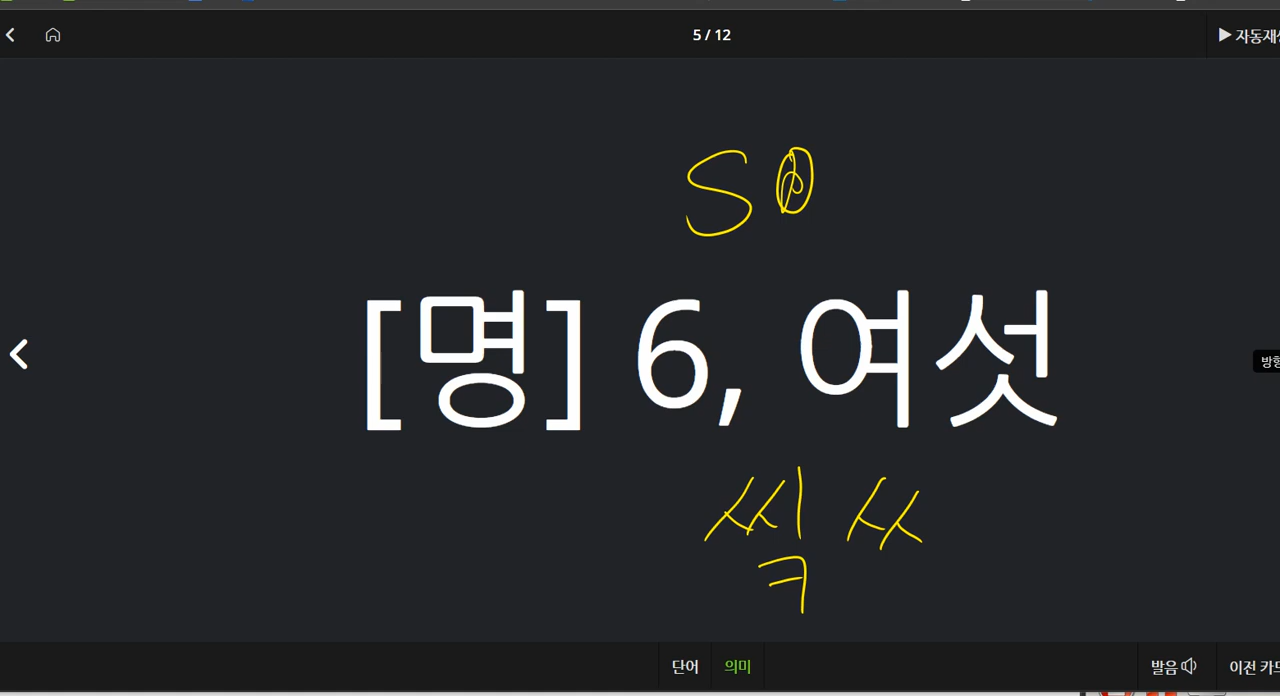 5 / 12
▶ 자동재생
[명] 6, 여섯
씩 ㅆ
단어 의미 발음 이전 카드